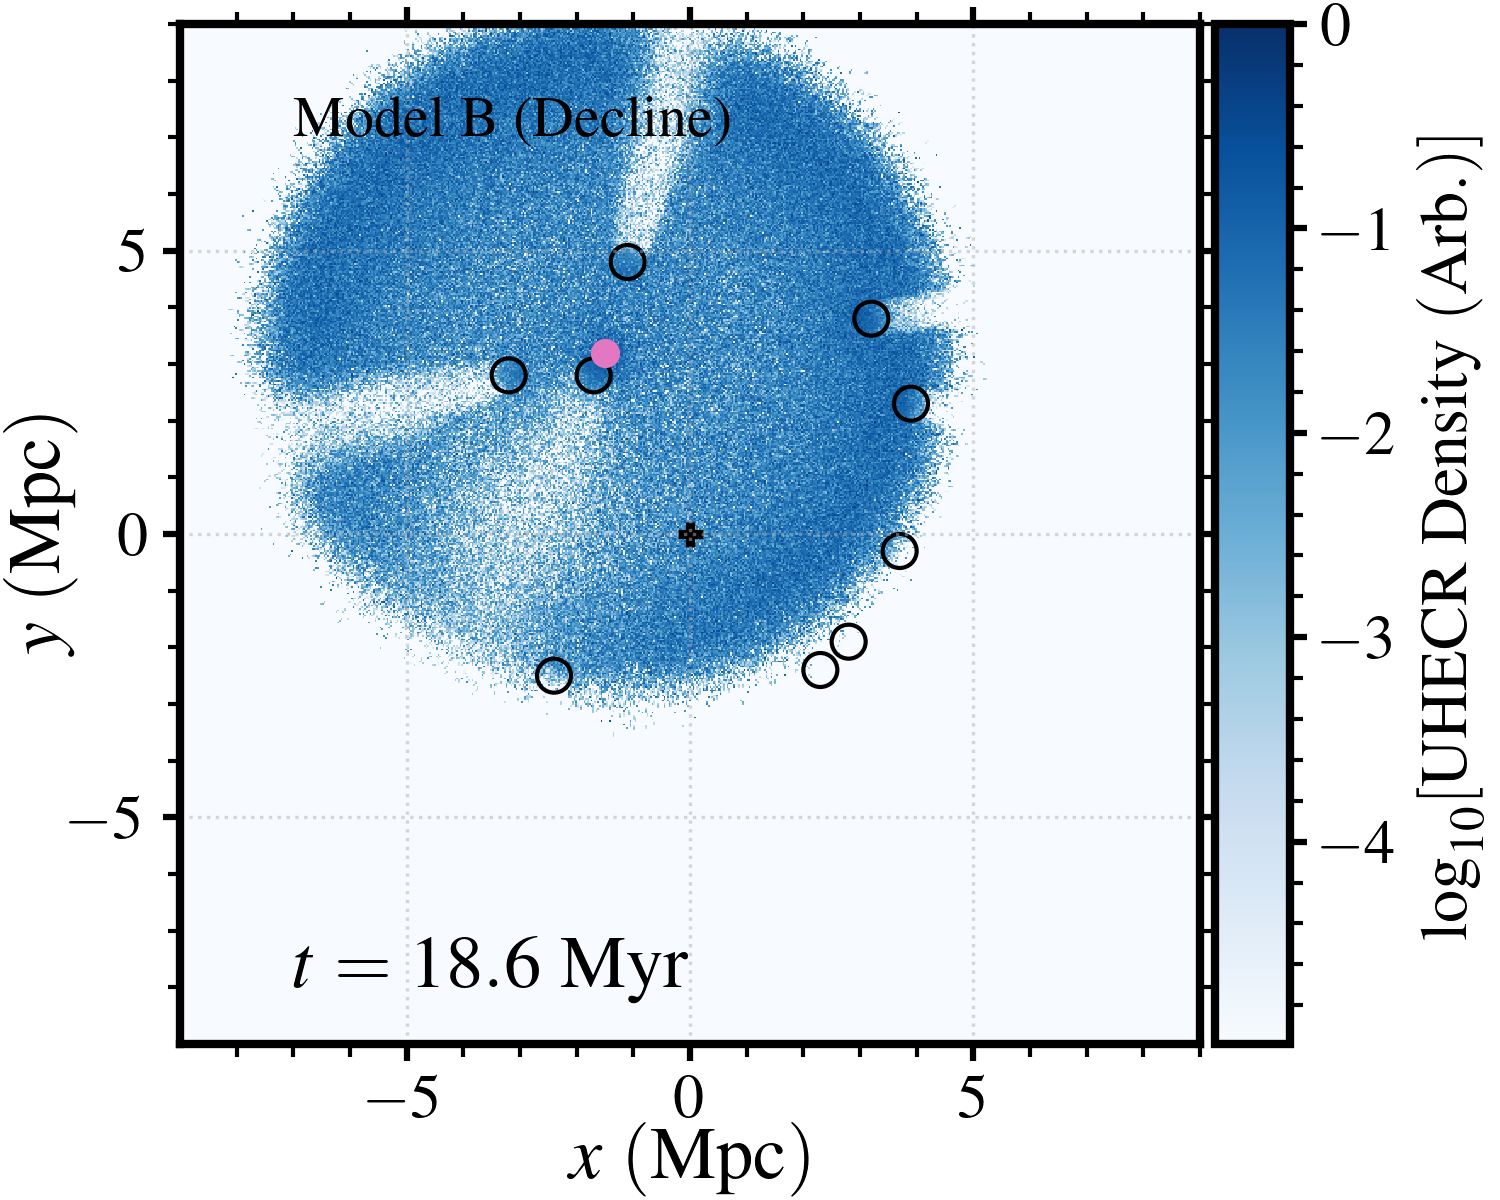 Model B (Decline)
t = 18.6 Myr
5
0
−5
y (Mpc)
−5
0
5
x (Mpc)
0
−1
−2
−3
−4
log₁₀[UHECR Density (Arb.)]